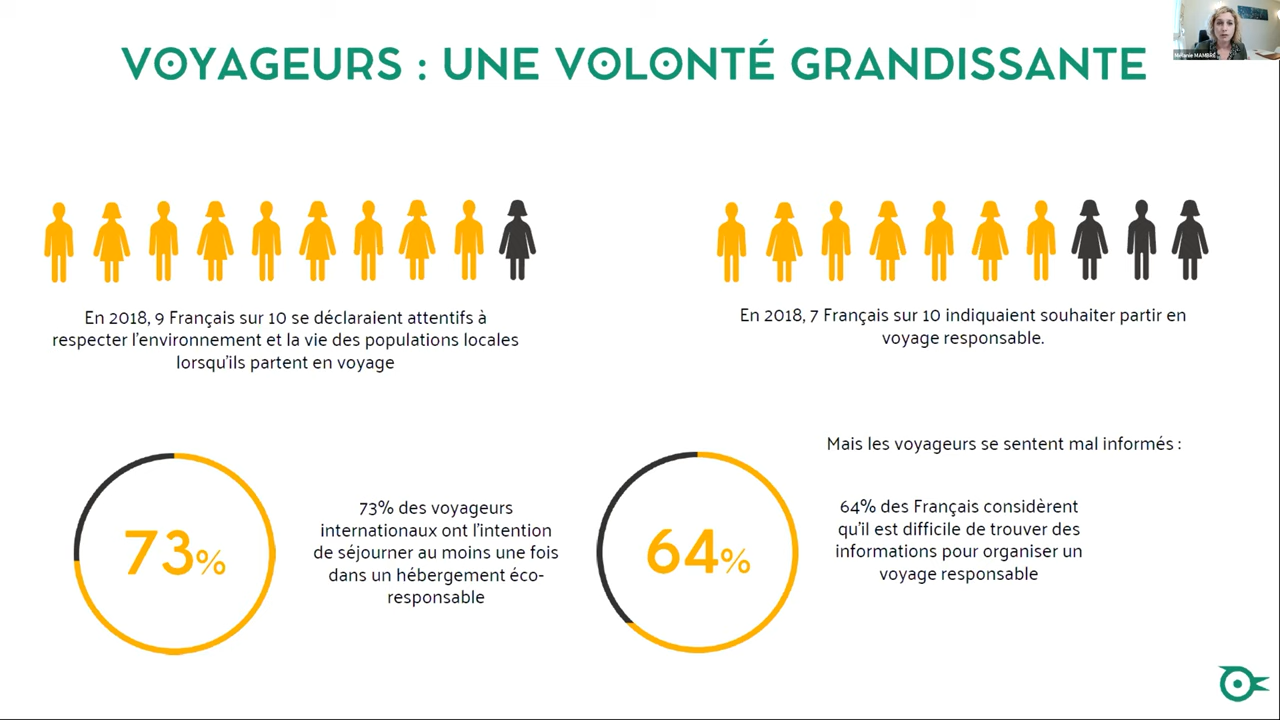 VOYAGEURS : UNE VOLONTÉ GRANDISSANTE
Mélanie MAMBRÉ
En 2018, 9 Français sur 10 se déclaraient attentifs à
respecter l'environnement et la vie des populations locales
lorsqu'ils partent en voyage
En 2018, 7 Français sur 10 indiquaient souhaiter partir en
voyage responsable.
73%
73% des voyageurs
internationaux ont l'intention
de séjourner au moins une fois
dans un hébergement éco-
responsable
64%
Mais les voyageurs se sentent mal informés :
64% des Français considèrent
qu'il est difficile de trouver des
informations pour organiser un
voyage responsable